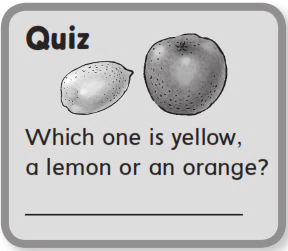 Quiz
Which one is yellow,
a lemon or an orange?